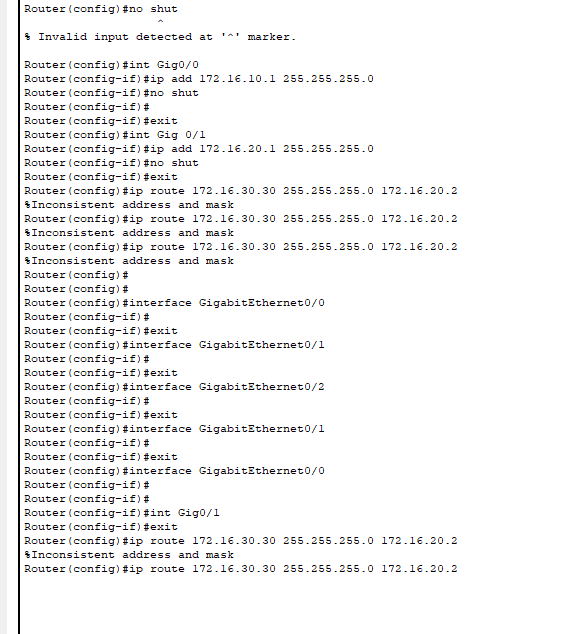 Router(config)#no shut
^
% Invalid input detected at '^' marker.
Router(config)#int Gig0/0
Router(config-if)#ip add 172.16.10.1 255.255.255.0
Router(config-if)#no shut
Router(config-if)#
Router(config-if)#exit
Router(config)#int Gig 0/1
Router(config-if)#ip add 172.16.20.1 255.255.255.0
Router(config-if)#no shut
Router(config-if)#exit
Router(config)#ip route 172.16.30.30 255.255.255.0 172.16.20.2
%Inconsistent address and mask
Router(config)#ip route 172.16.30.30 255.255.255.0 172.16.20.2
%Inconsistent address and mask
Router(config)#ip route 172.16.30.30 255.255.255.0 172.16.20.2
%Inconsistent address and mask
Router(config)#
Router(config)#
Router(config)#interface GigabitEthernet0/0
Router(config-if)#
Router(config-if)#exit
Router(config)#interface GigabitEthernet0/1
Router(config-if)#
Router(config-if)#exit
Router(config)#interface GigabitEthernet0/2
Router(config-if)#
Router(config-if)#exit
Router(config)#interface GigabitEthernet0/1
Router(config-if)#
Router(config-if)#exit
Router(config)#interface GigabitEthernet0/0
Router(config-if)#
Router(config-if)#
Router(config-if)#int Gig0/1
Router(config-if)#exit
Router(config)#ip route 172.16.30.30 255.255.255.0 172.16.20.2
%Inconsistent address and mask
Router(config)#ip route 172.16.30.30 255.255.255.0 172.16.20.2